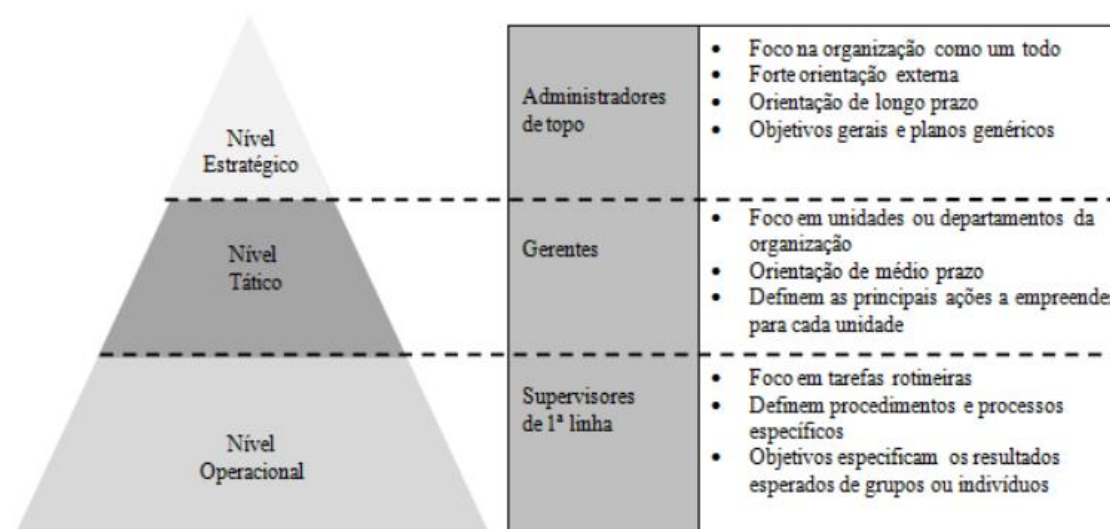 Nível
Estratégico
Administradores
de topo
• Foco na organização como um todo
• Forte orientação externa
• Orientação de longo prazo
• Objetivos gerais e planos genéricos
Nível
Tático
Gerentes
• Foco em unidades ou departamentos da
organização
• Orientação de médio prazo
• Definem as principais ações a empreende
para cada unidade
Nível
Operacional
Supervisores
de 1ª linha
• Foco em tarefas rotineiras
• Definem procedimentos e processos
específicos
• Objetivos especificam os resultados
esperados de grupos ou indivíduos